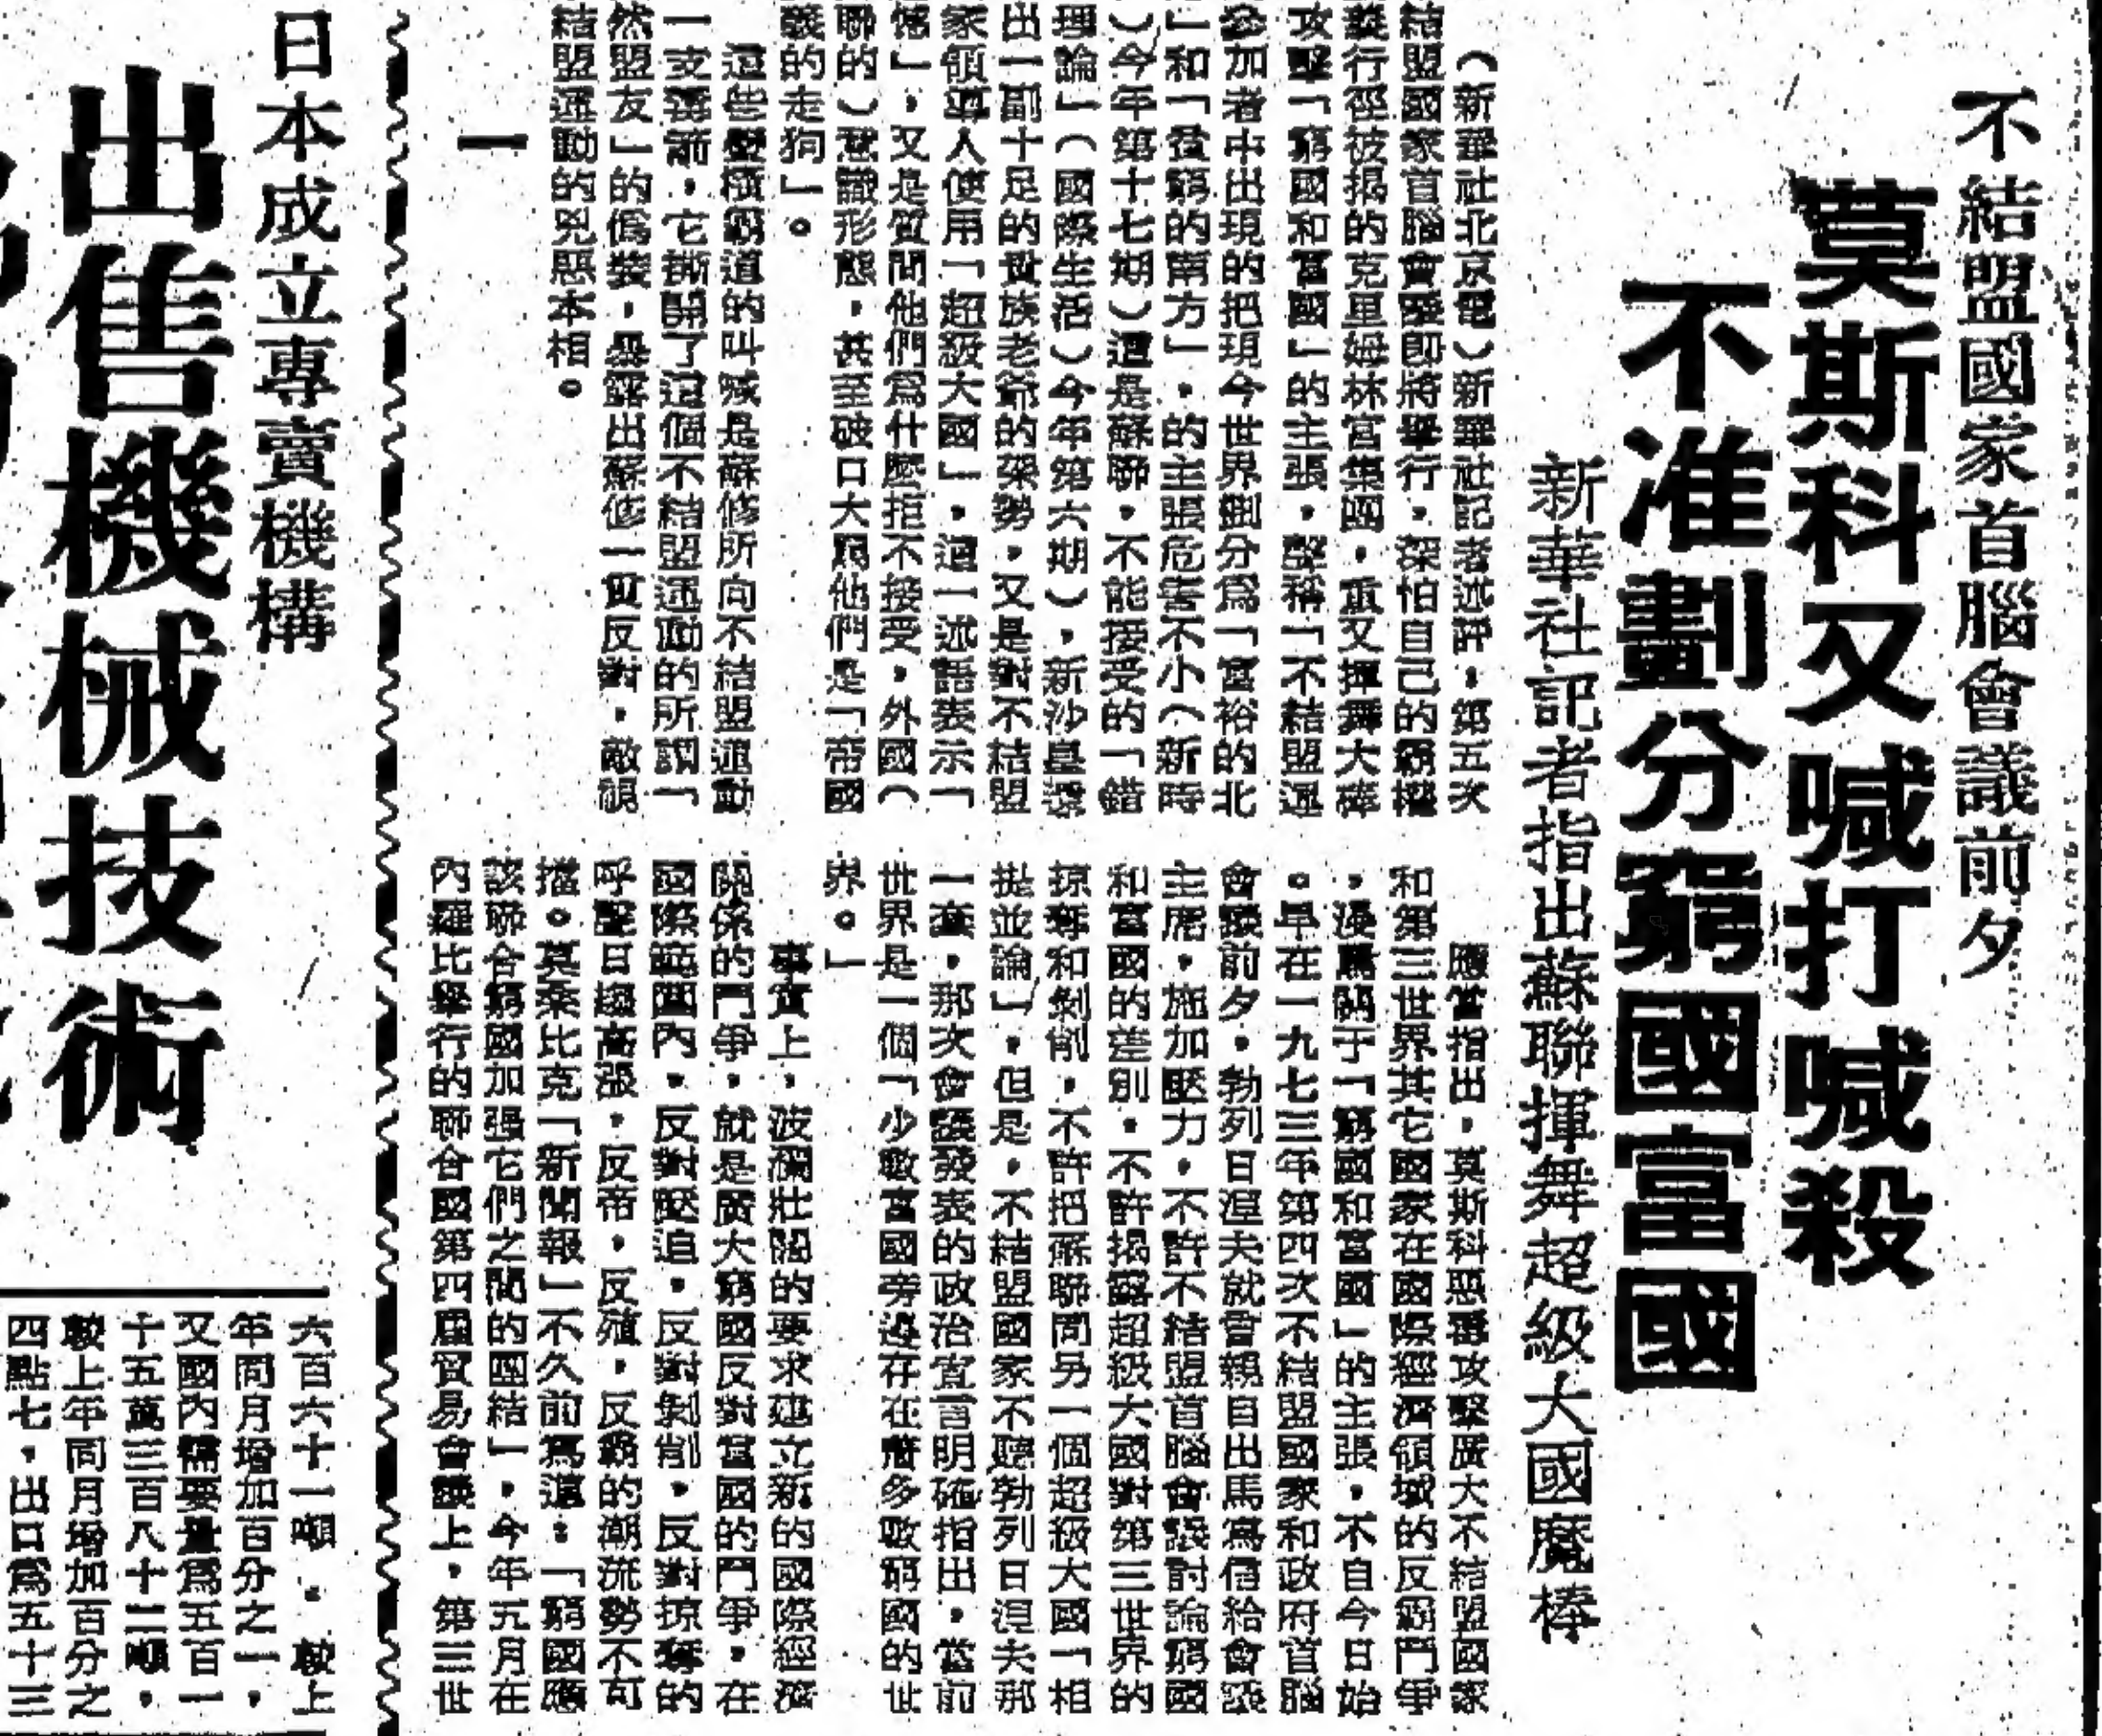 不結盟國家首腦會議前夕
莫斯科又喊打喊殺
不准劃分窮國富國
新華社記者指出蘇聯揮舞超級大國魔棒
（新華社北京電）新華社記者述評：第五次
結盟國家首腦會議即將舉行，深怕自己的霸權
義行徑被揭的克里姆林宮集團，重又揮舞大棒
攻擊「窮國和富國」的主張，聲稱「不結盟運
參加者中出現的把現今世界劃分為「富裕的北
」和「貧窮的南方」，的主張危害不小（新時
）今年第十七期）這是蘇聯，不能接受的「錯
理論」（國際生活）今年第六期），新沙皇還
出一副十足的貴族老爺的架勢，又是對不結盟
家領導人使用「超級大國」，這一述語表示「
憾」，又是質問他們為什麼拒不接受，外國（
聯的）意識形態，甚至破口大罵他們是「帝國
義的走狗」。
這些蠻橫霸道的叫喊是蘇修所向不結盟運動
一支毒箭，它撕開了這個不結盟運動的所謂「
然盟友」的偽裝，暴露出蘇修一貫反對，敵視
結盟運動的兇惡本相。
應當指出，莫斯科惡毒攻擊廣大不結盟國家
和第三世界其它國家在國際經濟領域的反霸鬥爭
，漫罵關于「窮國和富國」的主張，不自今日始
。早在一九七三年第四次不結盟國家和政府首腦
會議前夕，勃列日湼夫就曾親自出馬寫信給會議
主席，施加壓力，不許不結盟首腦會議討論窮國
和富國的差別，不許揭露超級大國對第三世界的
掠奪和剝削，不許把蘇聯同另一個超級大國「相
提並論」，但是，不結盟國家不聽勃列日湼夫那
一套，那次會議發表的政治宣言明確指出，當前
世界是一個「少數富國旁邊存在着多數窮國的世
界。」
事實上，波瀾壯闊的要求建立新的國際經濟
關係的鬥爭，就是廣大窮國反對富國的鬥爭，在
國際範圍內，反對壓迫，反對剝削，反對掠奪的
呼聲日趨高漲，反帝，反殖，反霸的潮流勢不可
擋。莫桑比克「新聞報」不久前寫道：「窮國應
該聯合窮國加强它們之間的團結」，今年五月在
內羅比舉行的聯合國第四屆貿易會議上，第三世
日本成立專賣機構
出售機械技術
六百六十一噸，較上
年同月增加百分之一，
又國內需要量為五百一
十五萬三百八十二噸，
較上年同月增加百分之
四點七，出口為五十三